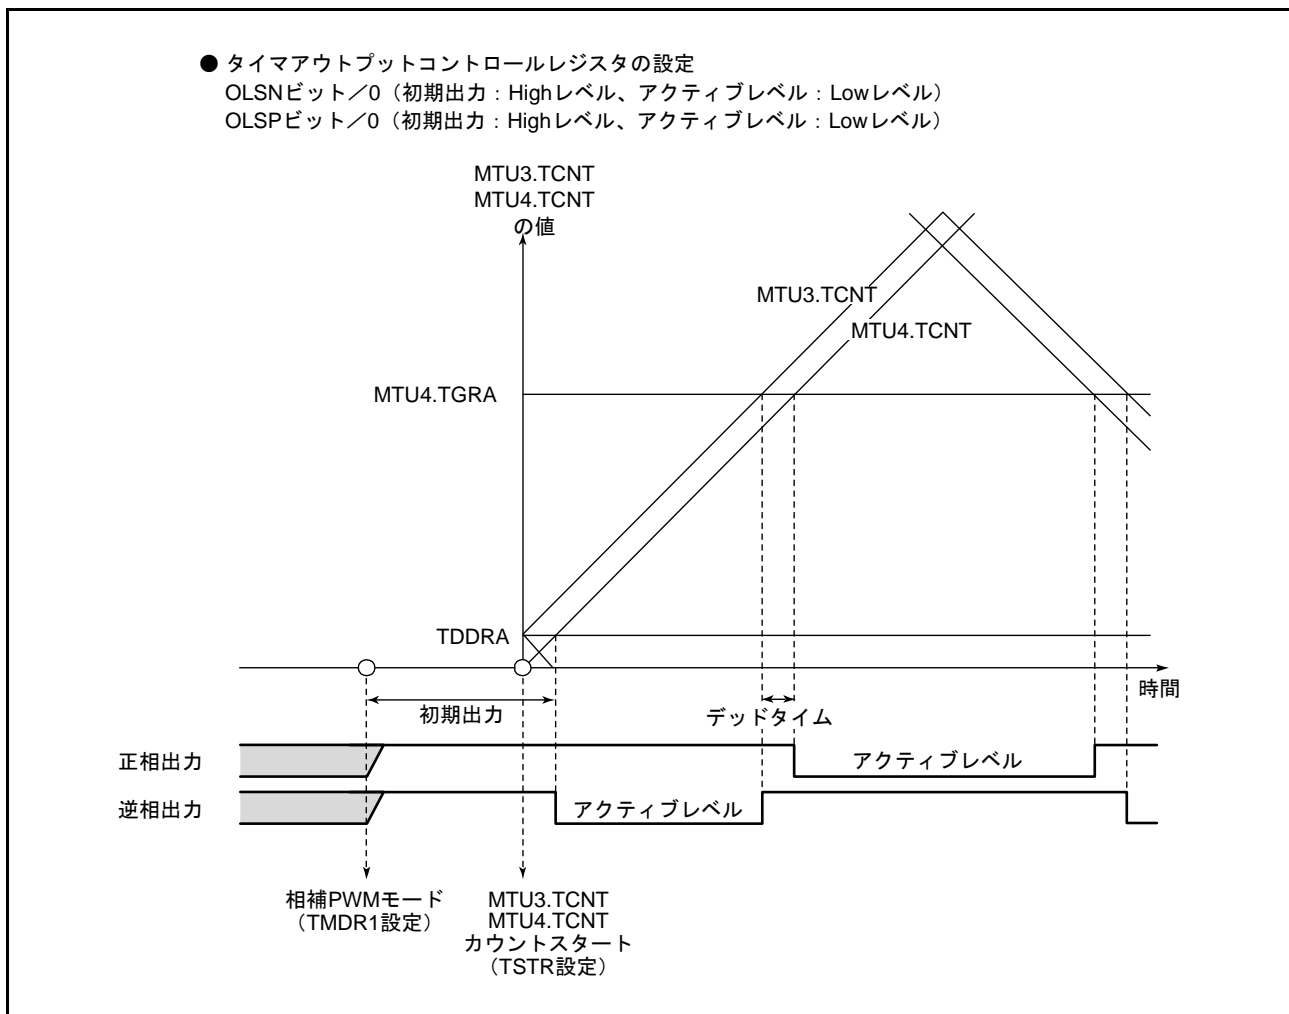 ● タイマアウトプットコントロールレジスタの設定
OLSNビット／0（初期出力：Highレベル、アクティブレベル：Lowレベル）
OLSPビット／0（初期出力：Highレベル、アクティブレベル：Lowレベル）
MTU3.TCNT
MTU4.TCNT
の値
MTU3.TCNT
MTU4.TCNT
MTU4.TGRA
TDDRA
時間
初期出力
デッドタイム
正相出力
アクティブレベル
逆相出力
アクティブレベル
相補PWMモード
（TMDR1設定）
MTU3.TCNT
MTU4.TCNT
カウントスタート
（TSTR設定）